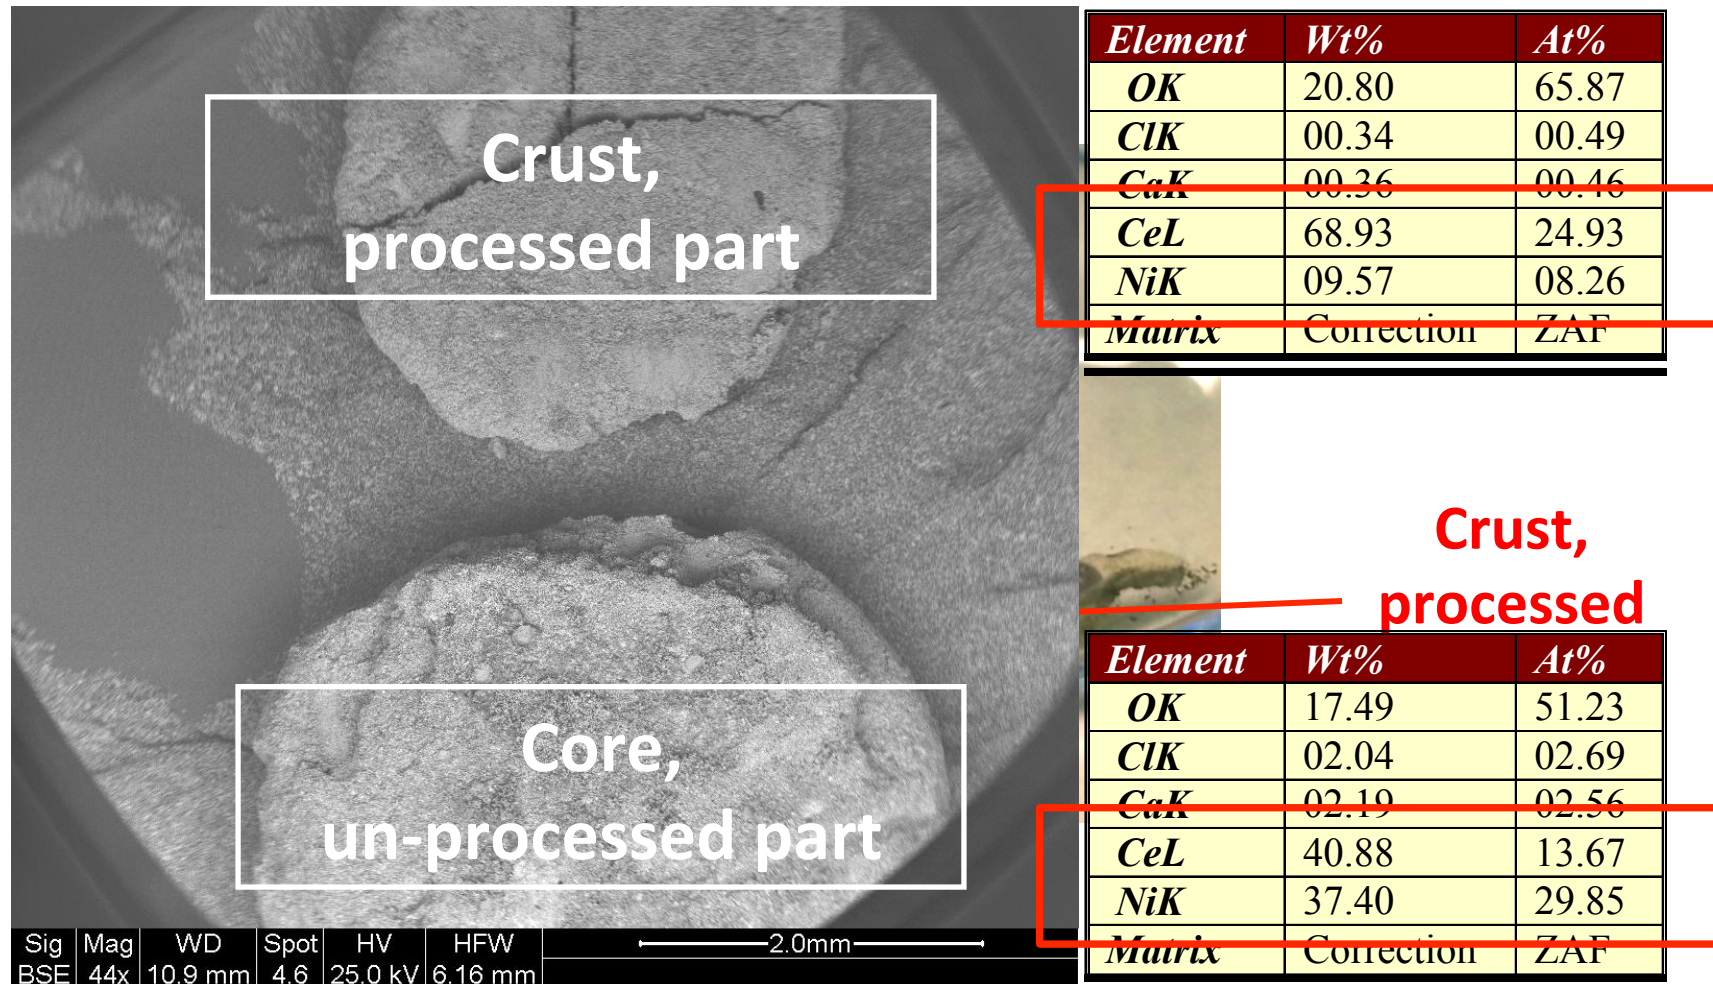 Crust,
processed part
Core,
un-processed part
Sig Mag WD Spot HV HFW 2.0mm
BSE 44x 10.9 mm 4.6 25.0 kV 6.16 mm
Element Wt% At%
OK 20.80 65.87
ClK 00.34 00.49
CaK 00.36 00.46
CeL 68.93 24.93
NiK 09.57 08.26
Matrix Correction ZAF
Crust,
processed
Element Wt% At%
OK 17.49 51.23
ClK 02.04 02.69
CaK 02.19 02.56
CeL 40.88 13.67
NiK 37.40 29.85
Matrix Correction ZAF